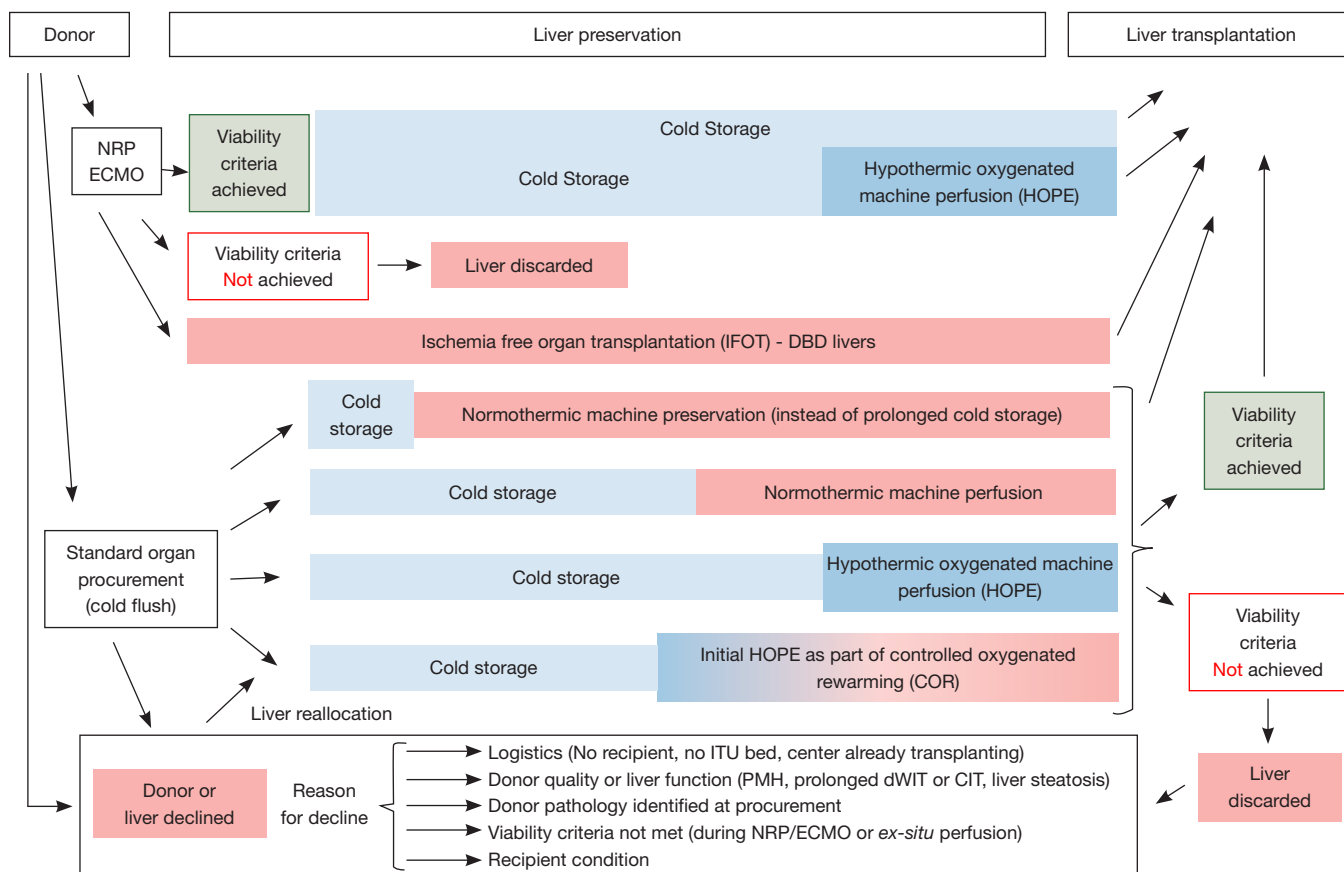 Donor
Liver preservation
Liver transplantation
NRP
ECMO
Viability
criteria
achieved
Cold Storage
Cold Storage
Hypothermic oxygenated
machine perfusion (HOPE)
Viability criteria
Not achieved
Liver discarded
Ischemia free organ transplantation (IFOT) - DBD livers
Cold
storage
Normothermic machine preservation (instead of prolonged cold storage)
Viability
criteria
achieved
Cold storage
Normothermic machine perfusion
Standard organ
procurement
(cold flush)
Cold storage
Hypothermic oxygenated machine
perfusion (HOPE)
Viability
criteria
Not achieved
Cold storage
Initial HOPE as part of controlled oxygenated
rewarming (COR)
Liver reallocation
Donor or
liver declined
Reason
for decline
Logistics (No recipient, no ITU bed, center already transplanting)
Donor quality or liver function (PMH, prolonged dWIT or CIT, liver steatosis)
Donor pathology identified at procurement
Viability criteria not met (during NRP/ECMO or ex-situ perfusion)
Recipient condition
Liver
discarded